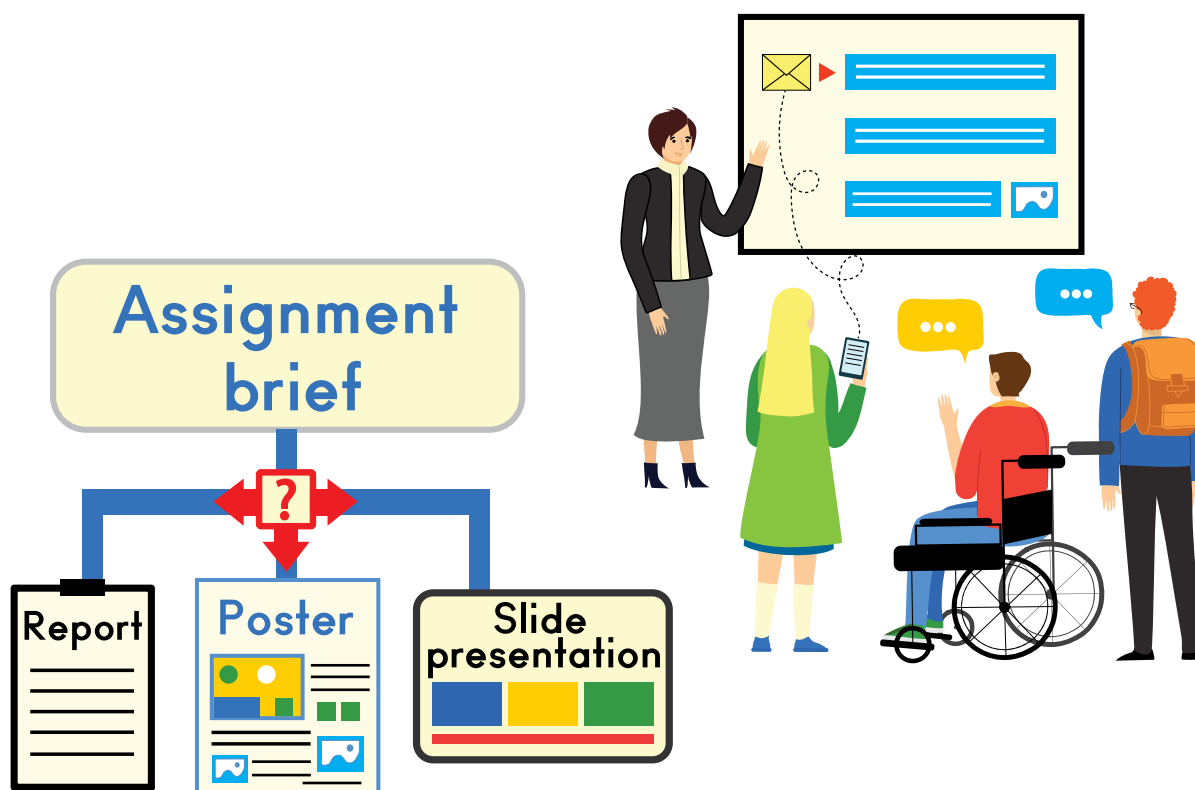 Assignment
brief
?
Report
Poster
Slide
presentation